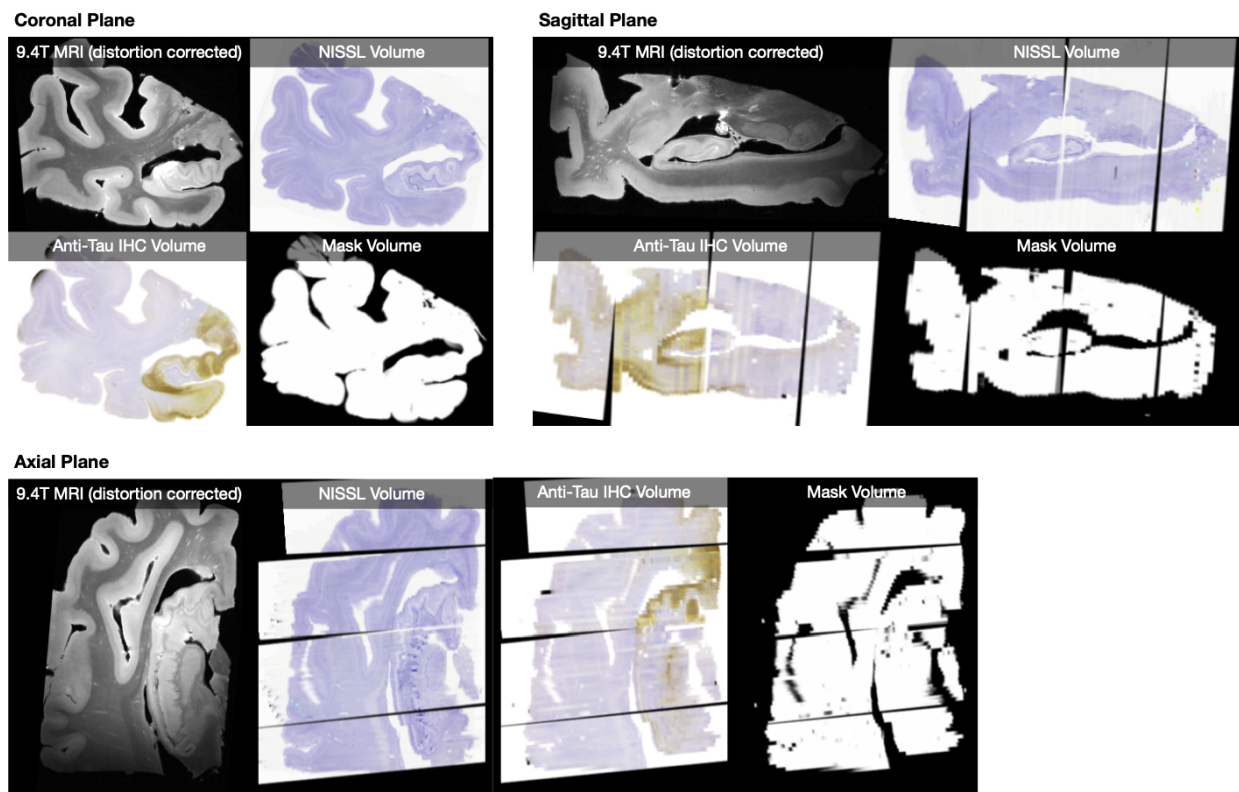 Coronal Plane
9.4T MRI (distortion corrected)
NISSL Volume
Anti-Tau IHC Volume
Mask Volume
Sagittal Plane
9.4T MRI (distortion corrected)
NISSL Volume
Anti-Tau IHC Volume
Mask Volume
Axial Plane
9.4T MRI (distortion corrected)
NISSL Volume
Anti-Tau IHC Volume
Mask Volume